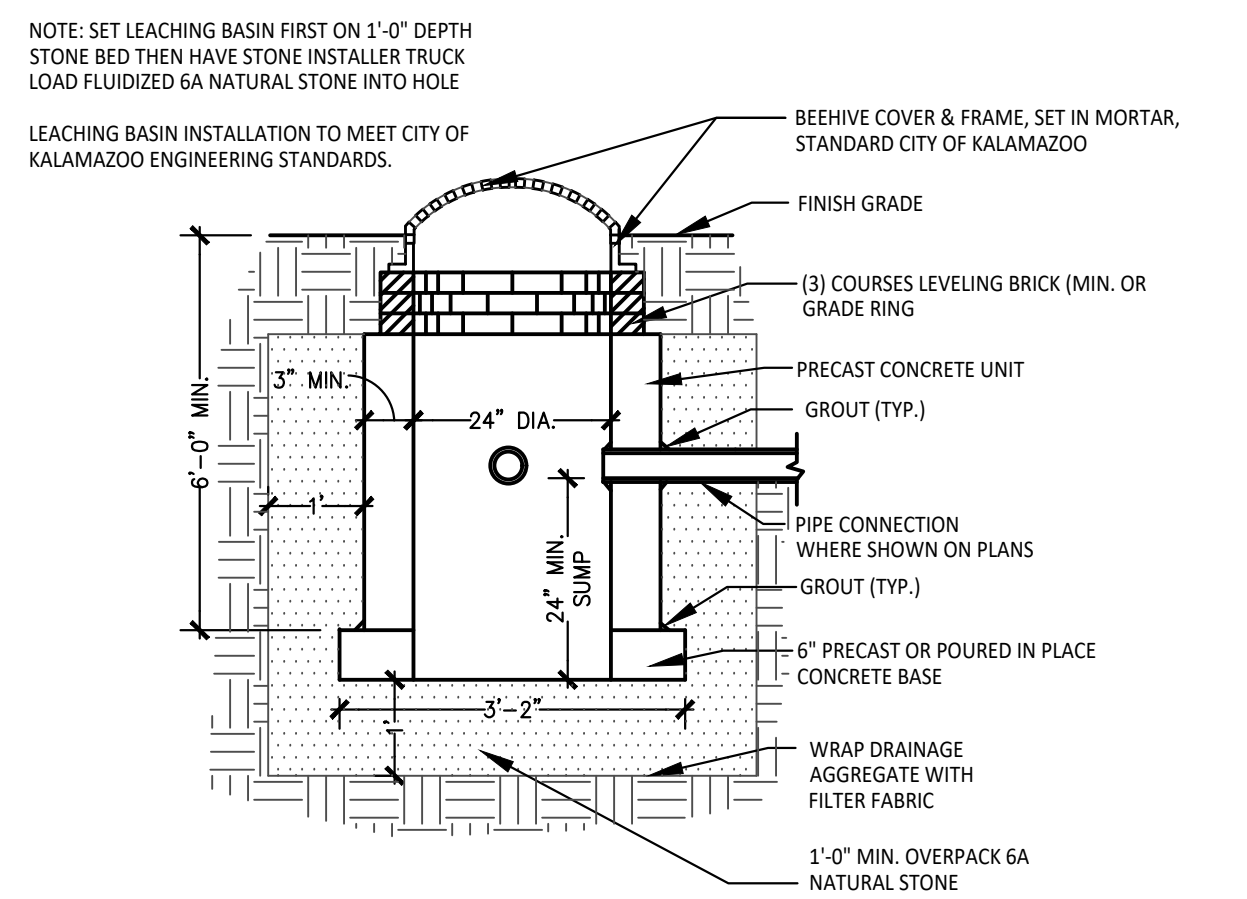 NOTE: SET LEACHING BASIN FIRST ON 1'-0" DEPTH
STONE BED THEN HAVE STONE INSTALLER TRUCK
LOAD FLUIDIZED 6A NATURAL STONE INTO HOLE
LEACHING BASIN INSTALLATION TO MEET CITY OF
KALAMAZOO ENGINEERING STANDARDS.
BEEHIVE COVER & FRAME, SET IN MORTAR,
STANDARD CITY OF KALAMAZOO
FINISH GRADE
(3) COURSES LEVELING BRICK (MIN. OR
GRADE RING
PRECAST CONCRETE UNIT
GROUT (TYP.)
PIPE CONNECTION
WHERE SHOWN ON PLANS
GROUT (TYP.)
6" PRECAST OR POURED IN PLACE
CONCRETE BASE
WRAP DRAINAGE
AGGREGATE WITH
FILTER FABRIC
1'-0" MIN. OVERPACK 6A
NATURAL STONE
6'-0" MIN.
3" MIN.
24" DIA.
1'
24" MIN.
SUMP
3'-2"
1'